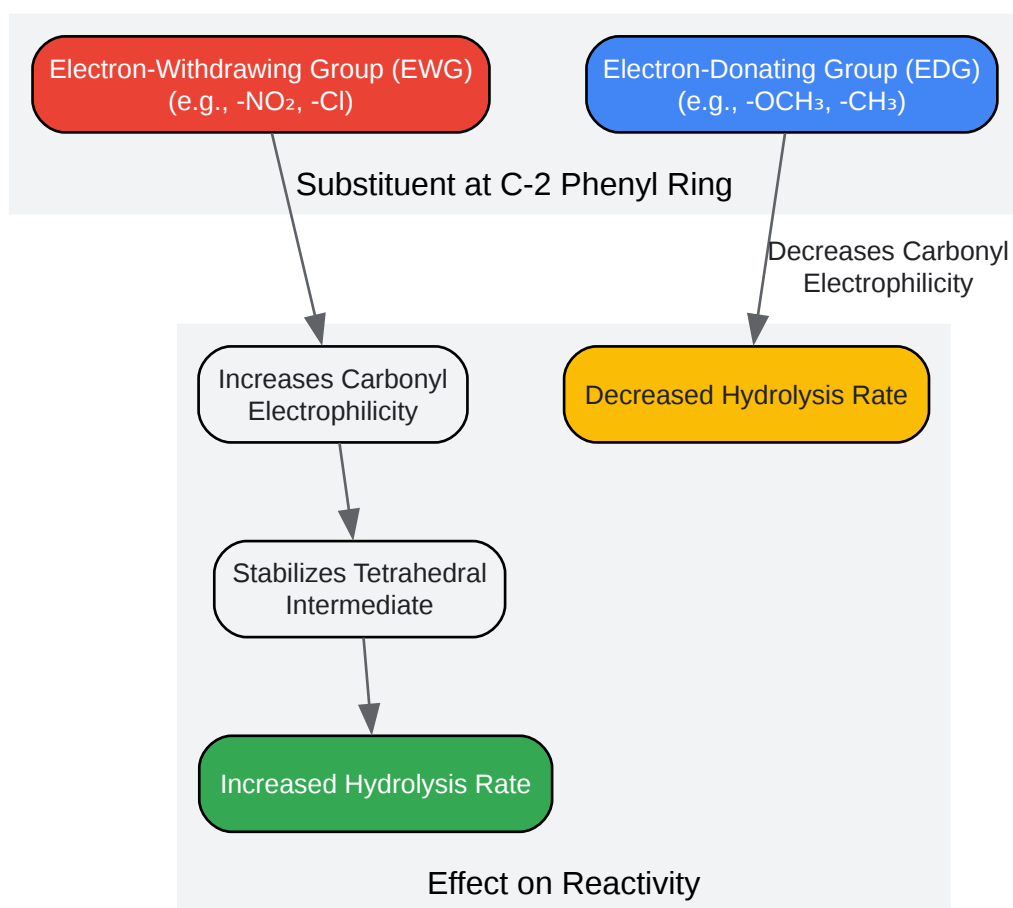 Electron-Withdrawing Group (EWG)
(e.g., -NO₂, -Cl)
Electron-Donating Group (EDG)
(e.g., -OCH₃, -CH₃)
Substituent at C-2 Phenyl Ring
Decreases Carbonyl
Electrophilicity
Increases Carbonyl
Electrophilicity
Decreased Hydrolysis Rate
Stabilizes Tetrahedral
Intermediate
Increased Hydrolysis Rate
Effect on Reactivity